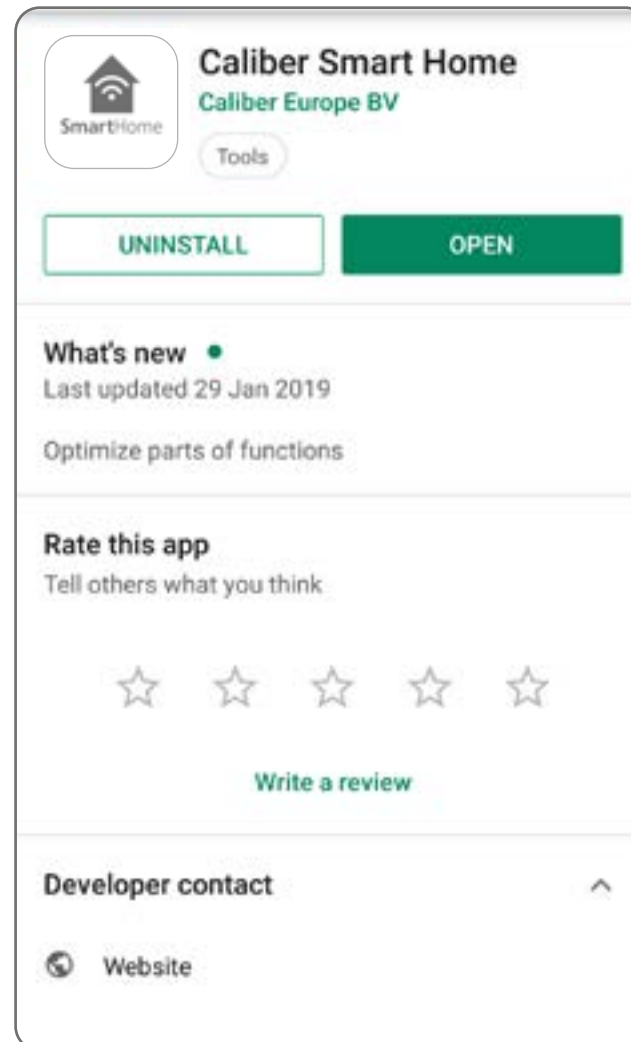 Caliber Smart Home
SmartHome
Caliber Europe BV
Tools
UNINSTALL
OPEN
What's new
Last updated 29 Jan 2019
Optimize parts of functions
Rate this app
Tell others what you think
Write a review
Developer contact
Website